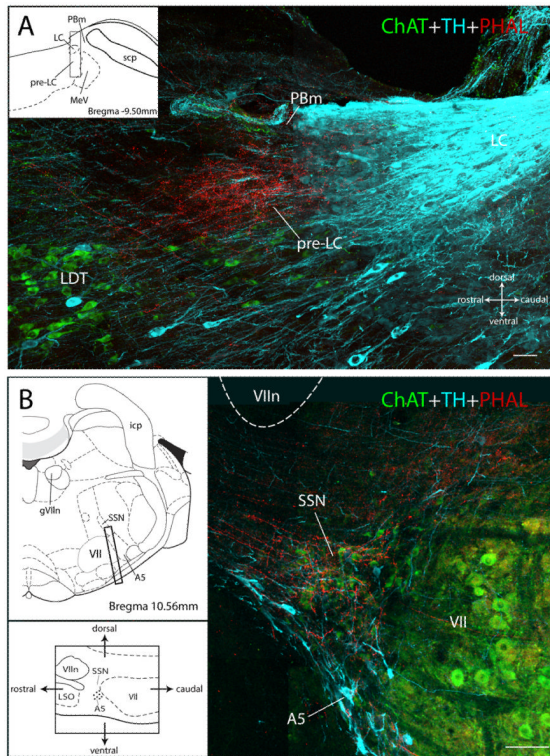 A
PBm
LC
pre-LC
MeV
scp
Bregma -9.50mm
ChAT+TH+PHAL
PBm
LC
pre-LC
LDT
dorsal
rostral
caudal
ventral
B
icp
gVIIn
SSN
VII
A5
Bregma 10.56mm
dorsal
VIIn
SSN
rostral
caudal
LSO
A5
VII
ventral
VIIn
ChAT+TH+PHAL
SSN
VII
A5